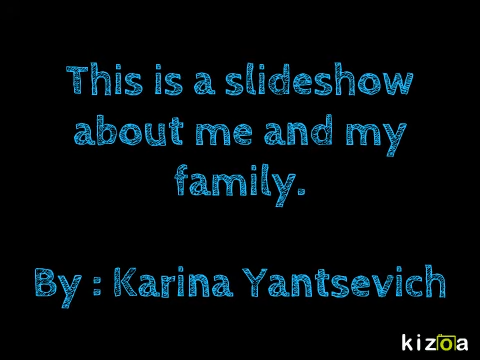 This is a slideshow
about me and my
family.
By : Karina Yantsevich
kizoa